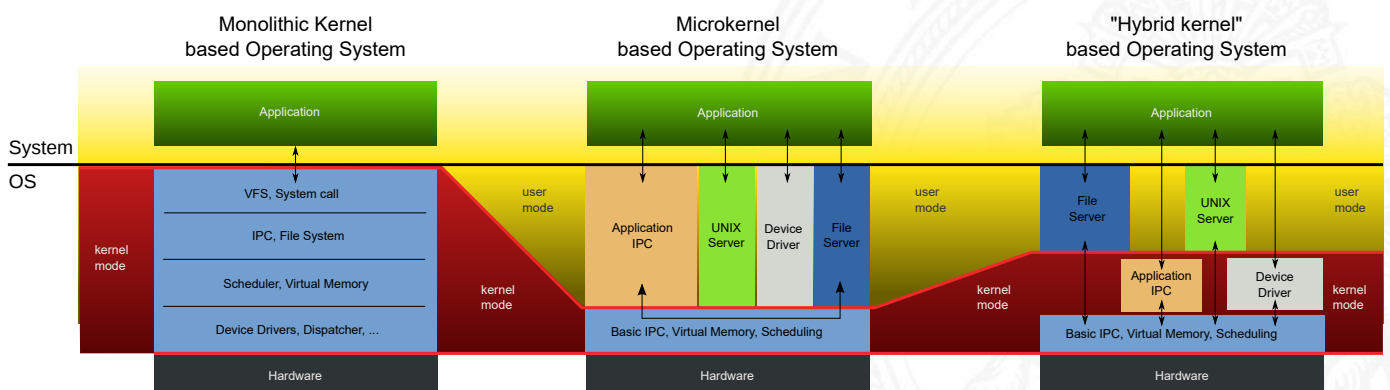 Monolithic Kernel
based Operating System
Microkernel
based Operating System
"Hybrid kernel"
based Operating System
Application
Application
Application
System
OS
VFS, System call
IPC, File System
Scheduler, Virtual Memory
Device Drivers, Dispatcher, ...
kernel
mode
kernel
mode
user
mode
Application
IPC
UNIX
Server
Device
Driver
File
Server
Basic IPC, Virtual Memory, Scheduling
user
mode
kernel
mode
File
Server
UNIX
Server
user
mode
Application
IPC
Device
Driver
kernel
mode
Basic IPC, Virtual Memory, Scheduling
Hardware
Hardware
Hardware